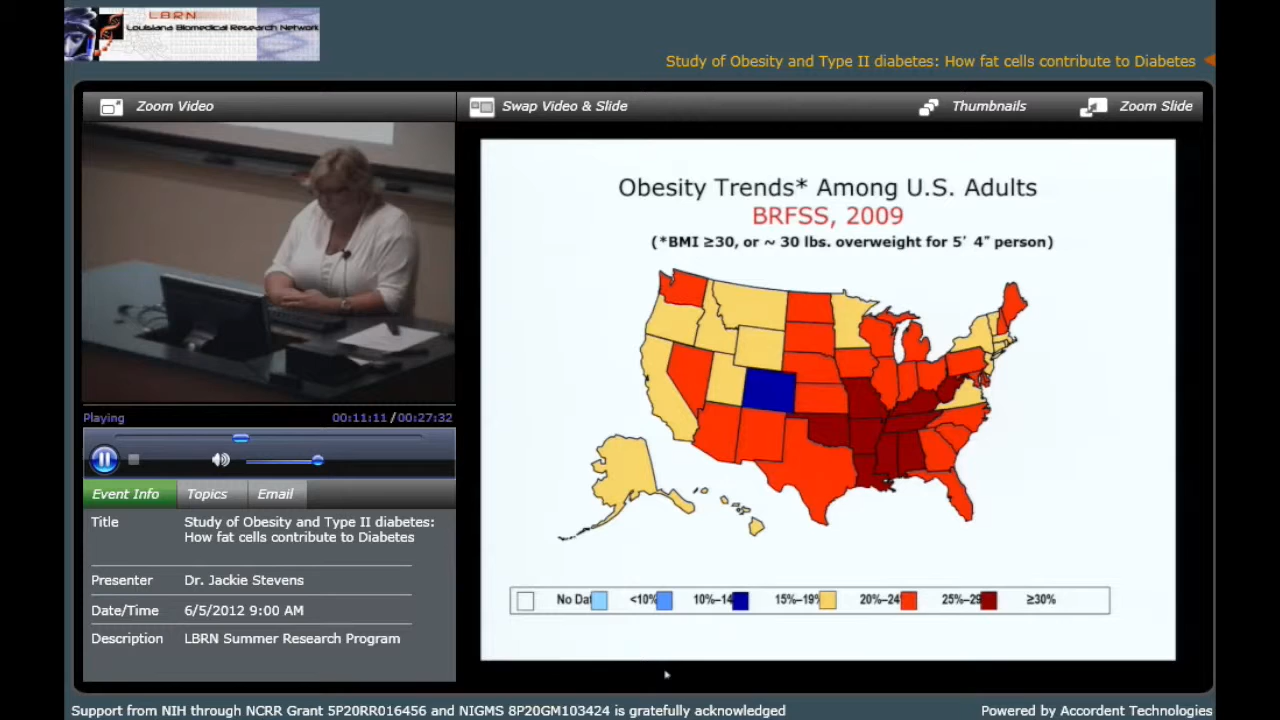 LBRN
Louisiana Biomedical Research Network
Study of Obesity and Type II diabetes: How fat cells contribute to Diabetes
Zoom Video
Swap Video & Slide
Thumbnails
Zoom Slide
Obesity Trends* Among U.S. Adults
BRFSS, 2009
(*BMI ≥30, or ~ 30 lbs. overweight for 5' 4" person)
No Dat <10% 10%–14 15%–19% 20%–24 25%–29 ≥30%
Playing
00:11:11 / 00:27:32
Event Info
Topics
Email
Title Study of Obesity and Type II diabetes:
How fat cells contribute to Diabetes
Presenter Dr. Jackie Stevens
Date/Time 6/5/2012 9:00 AM
Description LBRN Summer Research Program
Support from NIH through NCRR Grant 5P20RR016456 and NIGMS 8P20GM103424 is gratefully acknowledged
Powered by Accordent Technologies